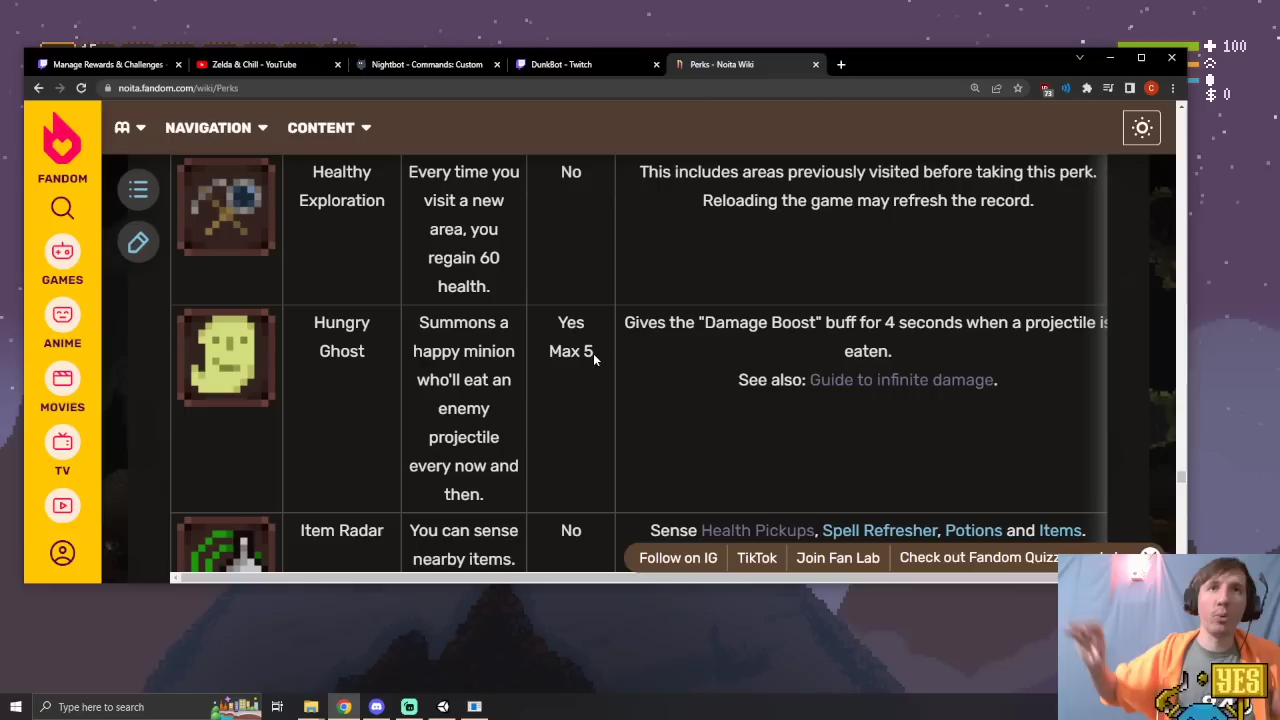 + 100
$ 0
Manage Rewards & Challenges -
Zelda & Chill - YouTube
Nightbot - Commands: Custom
DunkBot - Twitch
Perks - Noita Wiki
noita.fandom.com/wiki/Perks
73
C
FANDOM
GAMES
ANIME
MOVIES
TV
NAVIGATION
CONTENT
Healthy
Exploration
Every time you
visit a new
area, you
regain 60
health.
No
This includes areas previously visited before taking this perk.
Reloading the game may refresh the record.
Hungry
Ghost
Summons a
happy minion
who'll eat an
enemy
projectile
every now and
then.
Yes
Max 5
Gives the "Damage Boost" buff for 4 seconds when a projectile is
eaten.
See also: Guide to infinite damage.
Item Radar
You can sense
nearby items.
No
Sense Health Pickups, Spell Refresher, Potions and Items.
Follow on IG
TikTok
Join Fan Lab
Check out Fandom Quizz
YES
Type here to search